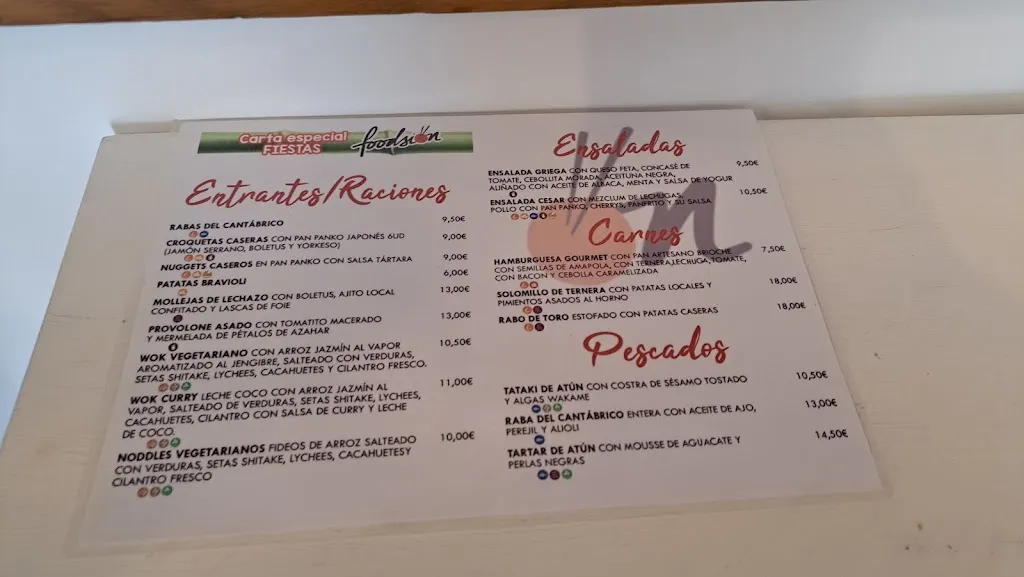 Carta especial
FIESTAS
foodsión
Entrantes/Raciones
RABAS DEL CANTÁBRICO 9,50€
CROQUETAS CASERAS CON PAN PANKO JAPONÉS 6UD 9,00€
(JAMÓN SERRANO, BOLETUS Y YORKESO)
NUGGETS CASEROS EN PAN PANKO CON SALSA TÁRTARA 9,00€
PATATAS BRAVIOLI 6,00€
MOLLEJAS DE LECHAZO CON BOLETUS, AJITO LOCAL 13,00€
CONFITADO Y LASCAS DE FOIE
PROVOLONE ASADO CON TOMATITO MACERADO 13,00€
Y MERMELADA DE PÉTALOS DE AZAHAR
WOK VEGETARIANO CON ARROZ JAZMÍN AL VAPOR 10,50€
AROMATIZADO AL JENGIBRE, SALTEADO CON VERDURAS,
SETAS SHITAKE, LYCHEES, CACAHUETES Y CILANTRO FRESCO.
WOK CURRY LECHE COCO CON ARROZ JAZMÍN AL 11,00€
VAPOR, SALTEADO DE VERDURAS, SETAS SHITAKE, LYCHEES,
CACAHUETES, CILANTRO CON SALSA DE CURRY Y LECHE
DE COCO.
NODDLES VEGETARIANOS FIDEOS DE ARROZ SALTEADO 10,00€
CON VERDURAS, SETAS SHITAKE, LYCHEES, CACAHUETESY
CILANTRO FRESCO
Ensaladas
ENSALADA GRIEGA CON QUESO FETA, CONCASÉ DE 9,50€
TOMATE, CEBOLLITA MORADA, ACEITUNA NEGRA,
ALIÑADO CON ACEITE DE ALBACA, MENTA Y SALSA DE YOGUR
ENSALADA CESAR CON MEZCLUM DE LECHUGAS, 10,50€
POLLO CON PAN PANKO, CHERRYS, PANFRITO Y SU SALSA
Carnes
HAMBURGUESA GOURMET CON PAN ARTESANO BRIOCHE 7,50€
CON SEMILLAS DE AMAPOLA, CON TERNERA,LECHUGA,TOMATE,
CON BACON Y CEBOLLA CARAMELIZADA
SOLOMILLO DE TERNERA CON PATATAS LOCALES Y 18,00€
PIMIENTOS ASADOS AL HORNO
RABO DE TORO ESTOFADO CON PATATAS CASERAS 18,00€
Pescados
TATAKI DE ATÚN CON COSTRA DE SÉSAMO TOSTADO 10,50€
Y ALGAS WAKAME
RABA DEL CANTÁBRICO ENTERA CON ACEITE DE AJO, 13,00€
PEREJIL Y ALIOLI
TARTAR DE ATÚN CON MOUSSE DE AGUACATE Y 14,50€
PERLAS NEGRAS